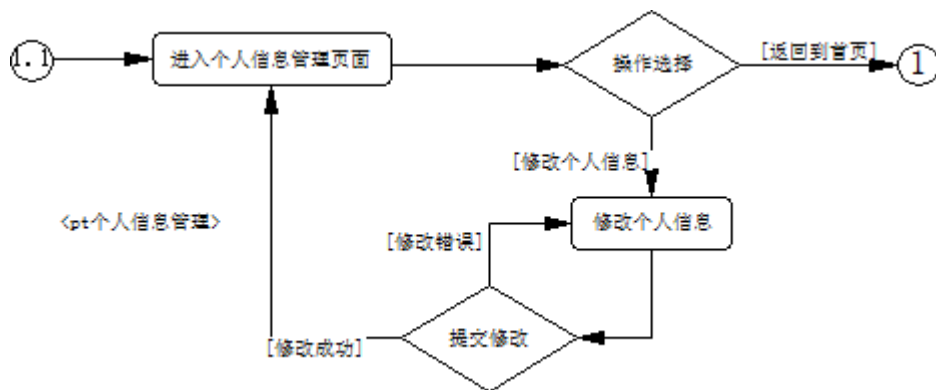 1.1
进入个人信息管理页面
操作选择
[返回到首页]
1
[修改个人信息]
<pt个人信息管理>
修改个人信息
[修改错误]
提交修改
[修改成功]